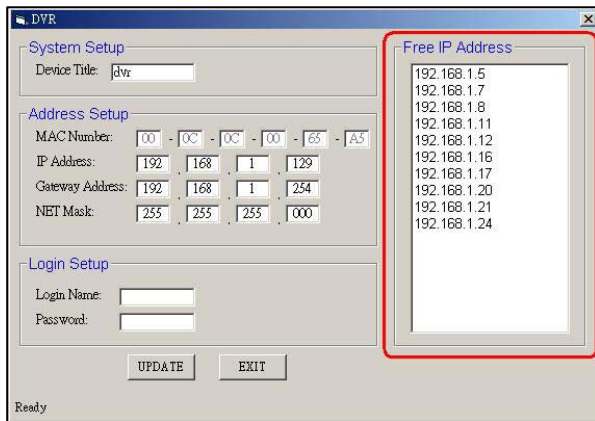 DVR
System Setup
Device Title: dvr
Address Setup
MAC Number: 00 - 0C - 0C - 00 - 65 - A5
IP Address: 192 . 168 . 1 . 129
Gateway Address: 192 . 168 . 1 . 254
NET Mask: 255 . 255 . 255 . 000
Login Setup
Login Name:
Password:
UPDATE EXIT
Ready
Free IP Address
192.168.1.5
192.168.1.7
192.168.1.8
192.168.1.11
192.168.1.12
192.168.1.16
192.168.1.17
192.168.1.20
192.168.1.21
192.168.1.24